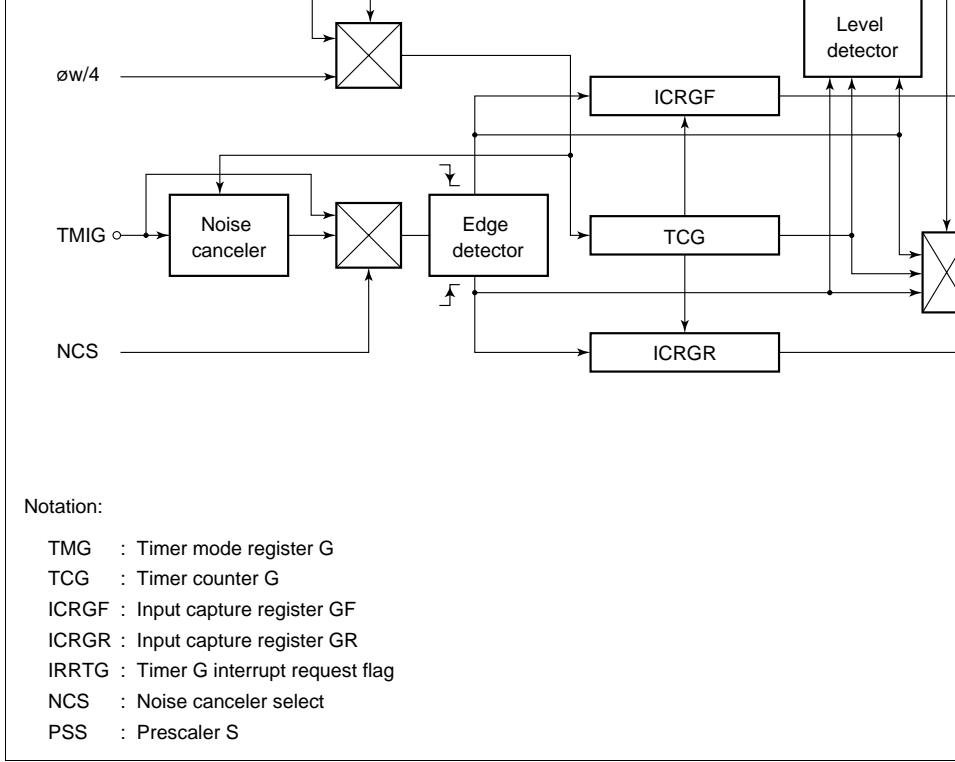 Level
detector
øw/4
ICRGF
TMIG
Noise
canceler
Edge
detector
TCG
NCS
ICRGR
Notation:
TMG : Timer mode register G
TCG : Timer counter G
ICRGF : Input capture register GF
ICRGR : Input capture register GR
IRRTG : Timer G interrupt request flag
NCS : Noise canceler select
PSS : Prescaler S